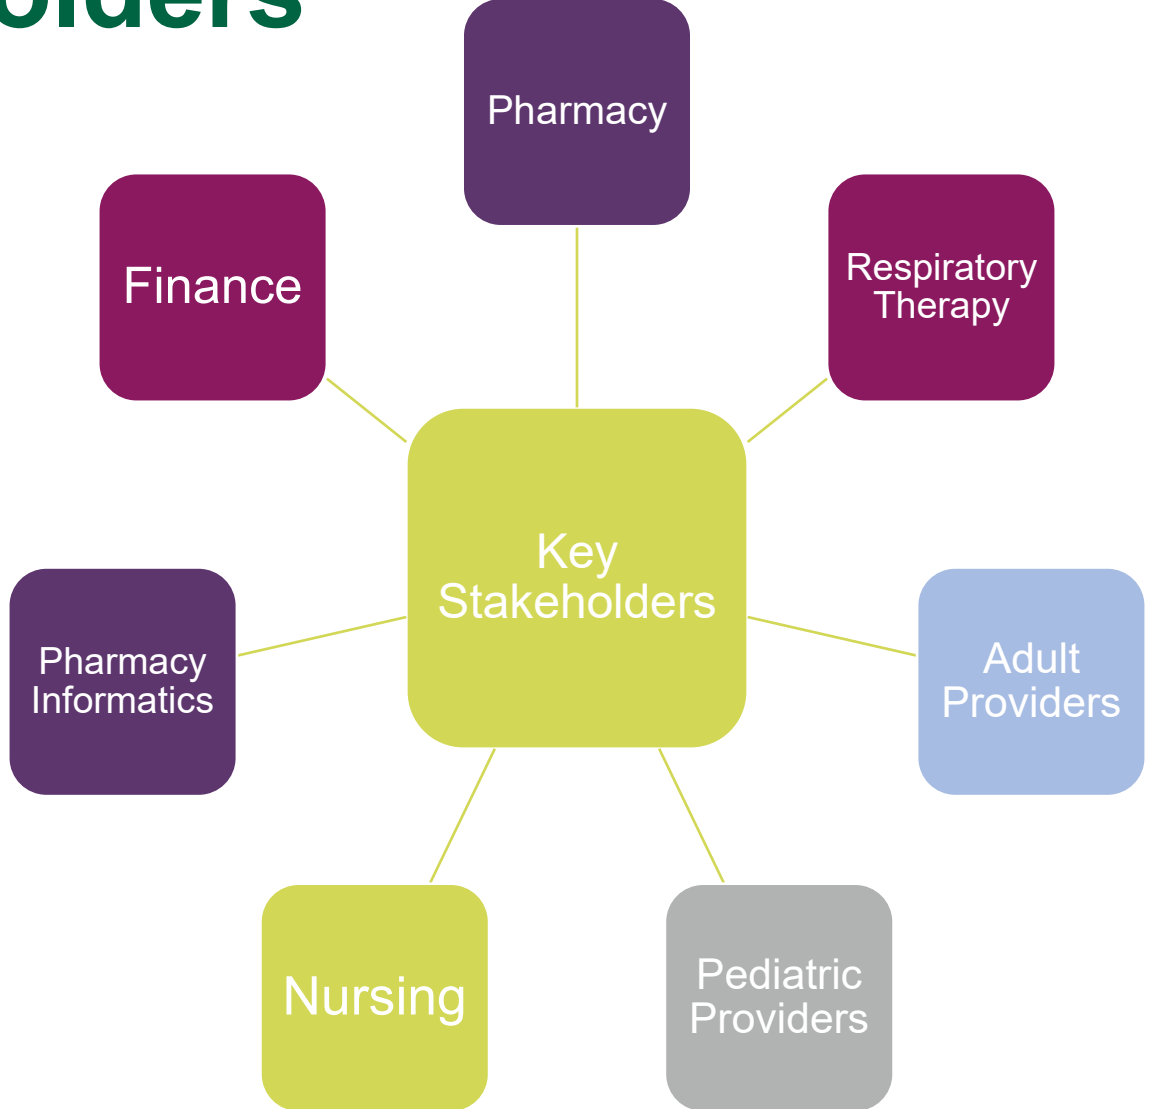 olders
Pharmacy
Finance
Respiratory
Therapy
Key
Stakeholders
Pharmacy
Informatics
Adult
Providers
Nursing
Pediatric
Providers